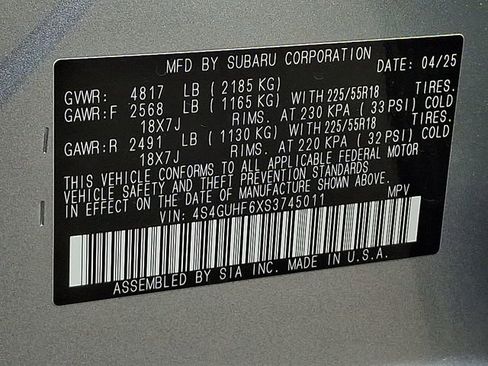 MFD BY SUBARU CORPORATION DATE: 04/25
GVWR: 4817 LB ( 2185 KG)
GAWR:F 2568 LB ( 1165 KG) WITH 225/55R18 TIRES.
18X7J RIMS. AT 230 KPA ( 33 PSI) COLD
GAWR:R 2491 LB ( 1130 KG) WITH 225/55R18 TIRES.
18X7J RIMS. AT 220 KPA ( 32 PSI) COLD
THIS VEHICLE CONFORMS TO ALL APPLICABLE FEDERAL MOTOR
VEHICLE SAFETY AND THEFT PREVENTION STANDARDS IN EFFECT ON
THE DATE OF MANUFACTURE SHOWN ABOVE.
VIN: 4S4GUHF6XS3745011 MPV
ASSEMBLED BY SIA INC. MADE IN U.S.A.